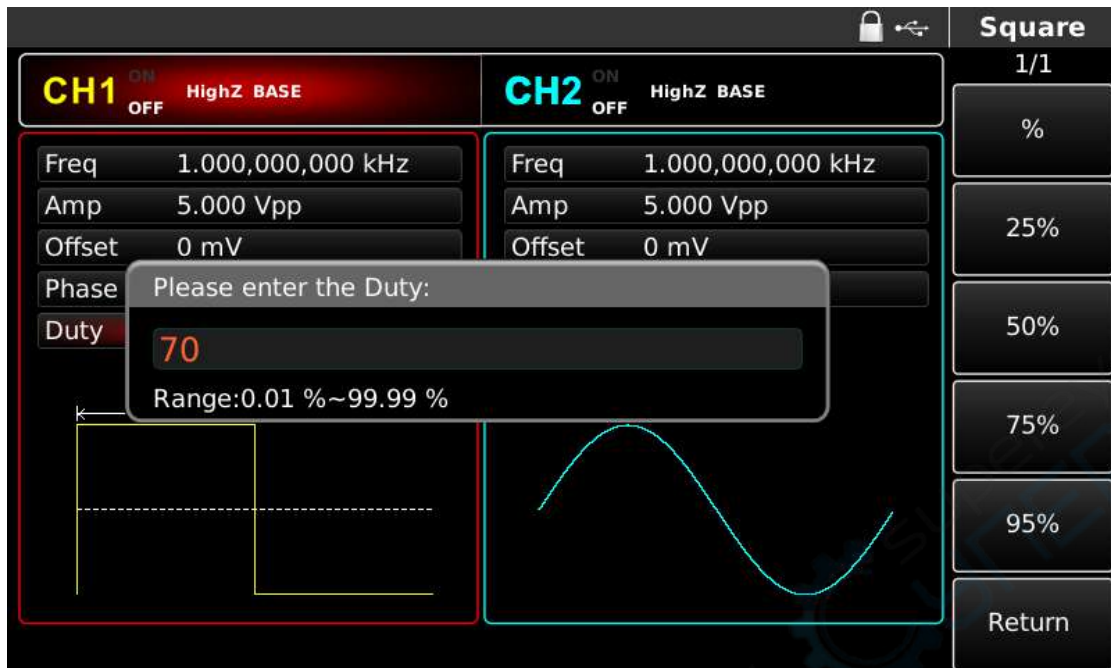 Square
1/1
CH1 ON OFF HighZ BASE
CH2 ON OFF HighZ BASE
Freq 1.000,000,000 kHz
Amp 5.000 Vpp
Offset 0 mV
Phase
Duty
Freq 1.000,000,000 kHz
Amp 5.000 Vpp
Offset 0 mV
Please enter the Duty:
70
Range:0.01 %~99.99 %
%
25%
50%
75%
95%
Return